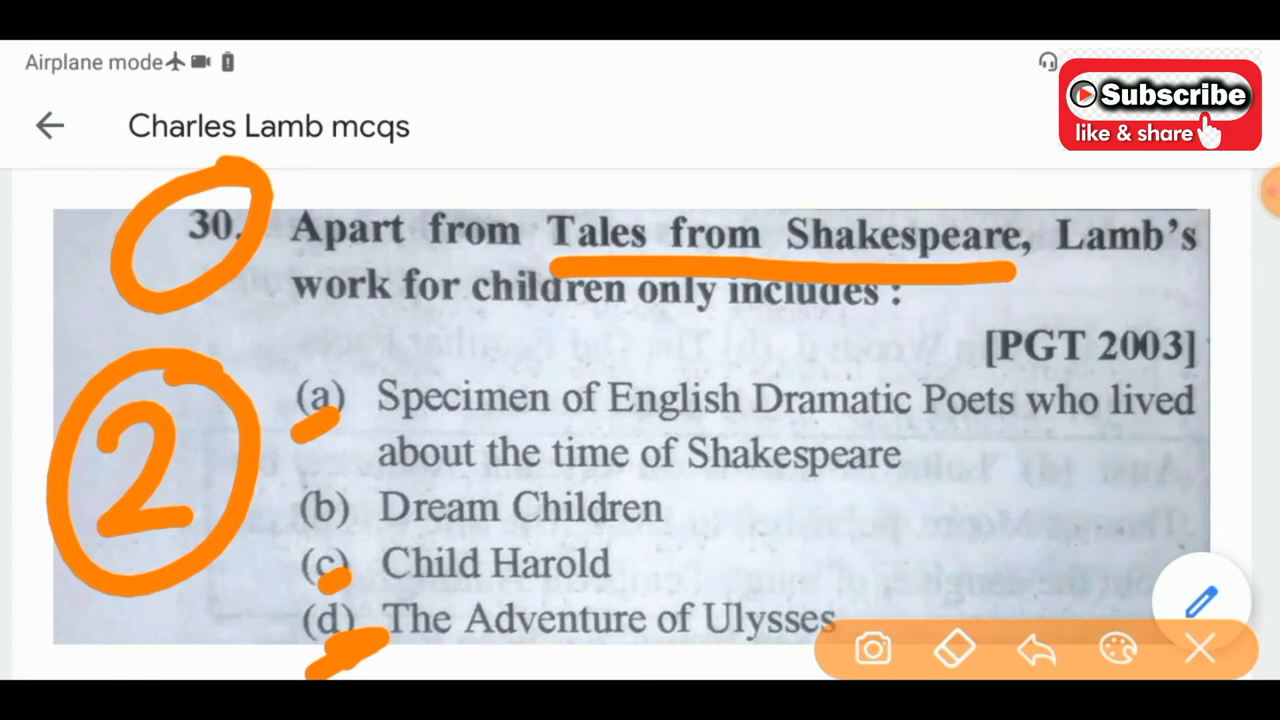 Airplane mode
Subscribe
like & share
Charles Lamb mcqs
30. Apart from Tales from Shakespeare, Lamb's
work for children only includes :
[PGT 2003]
(a) Specimen of English Dramatic Poets who lived
about the time of Shakespeare
(b) Dream Children
(c) Child Harold
(d) The Adventure of Ulysses
2